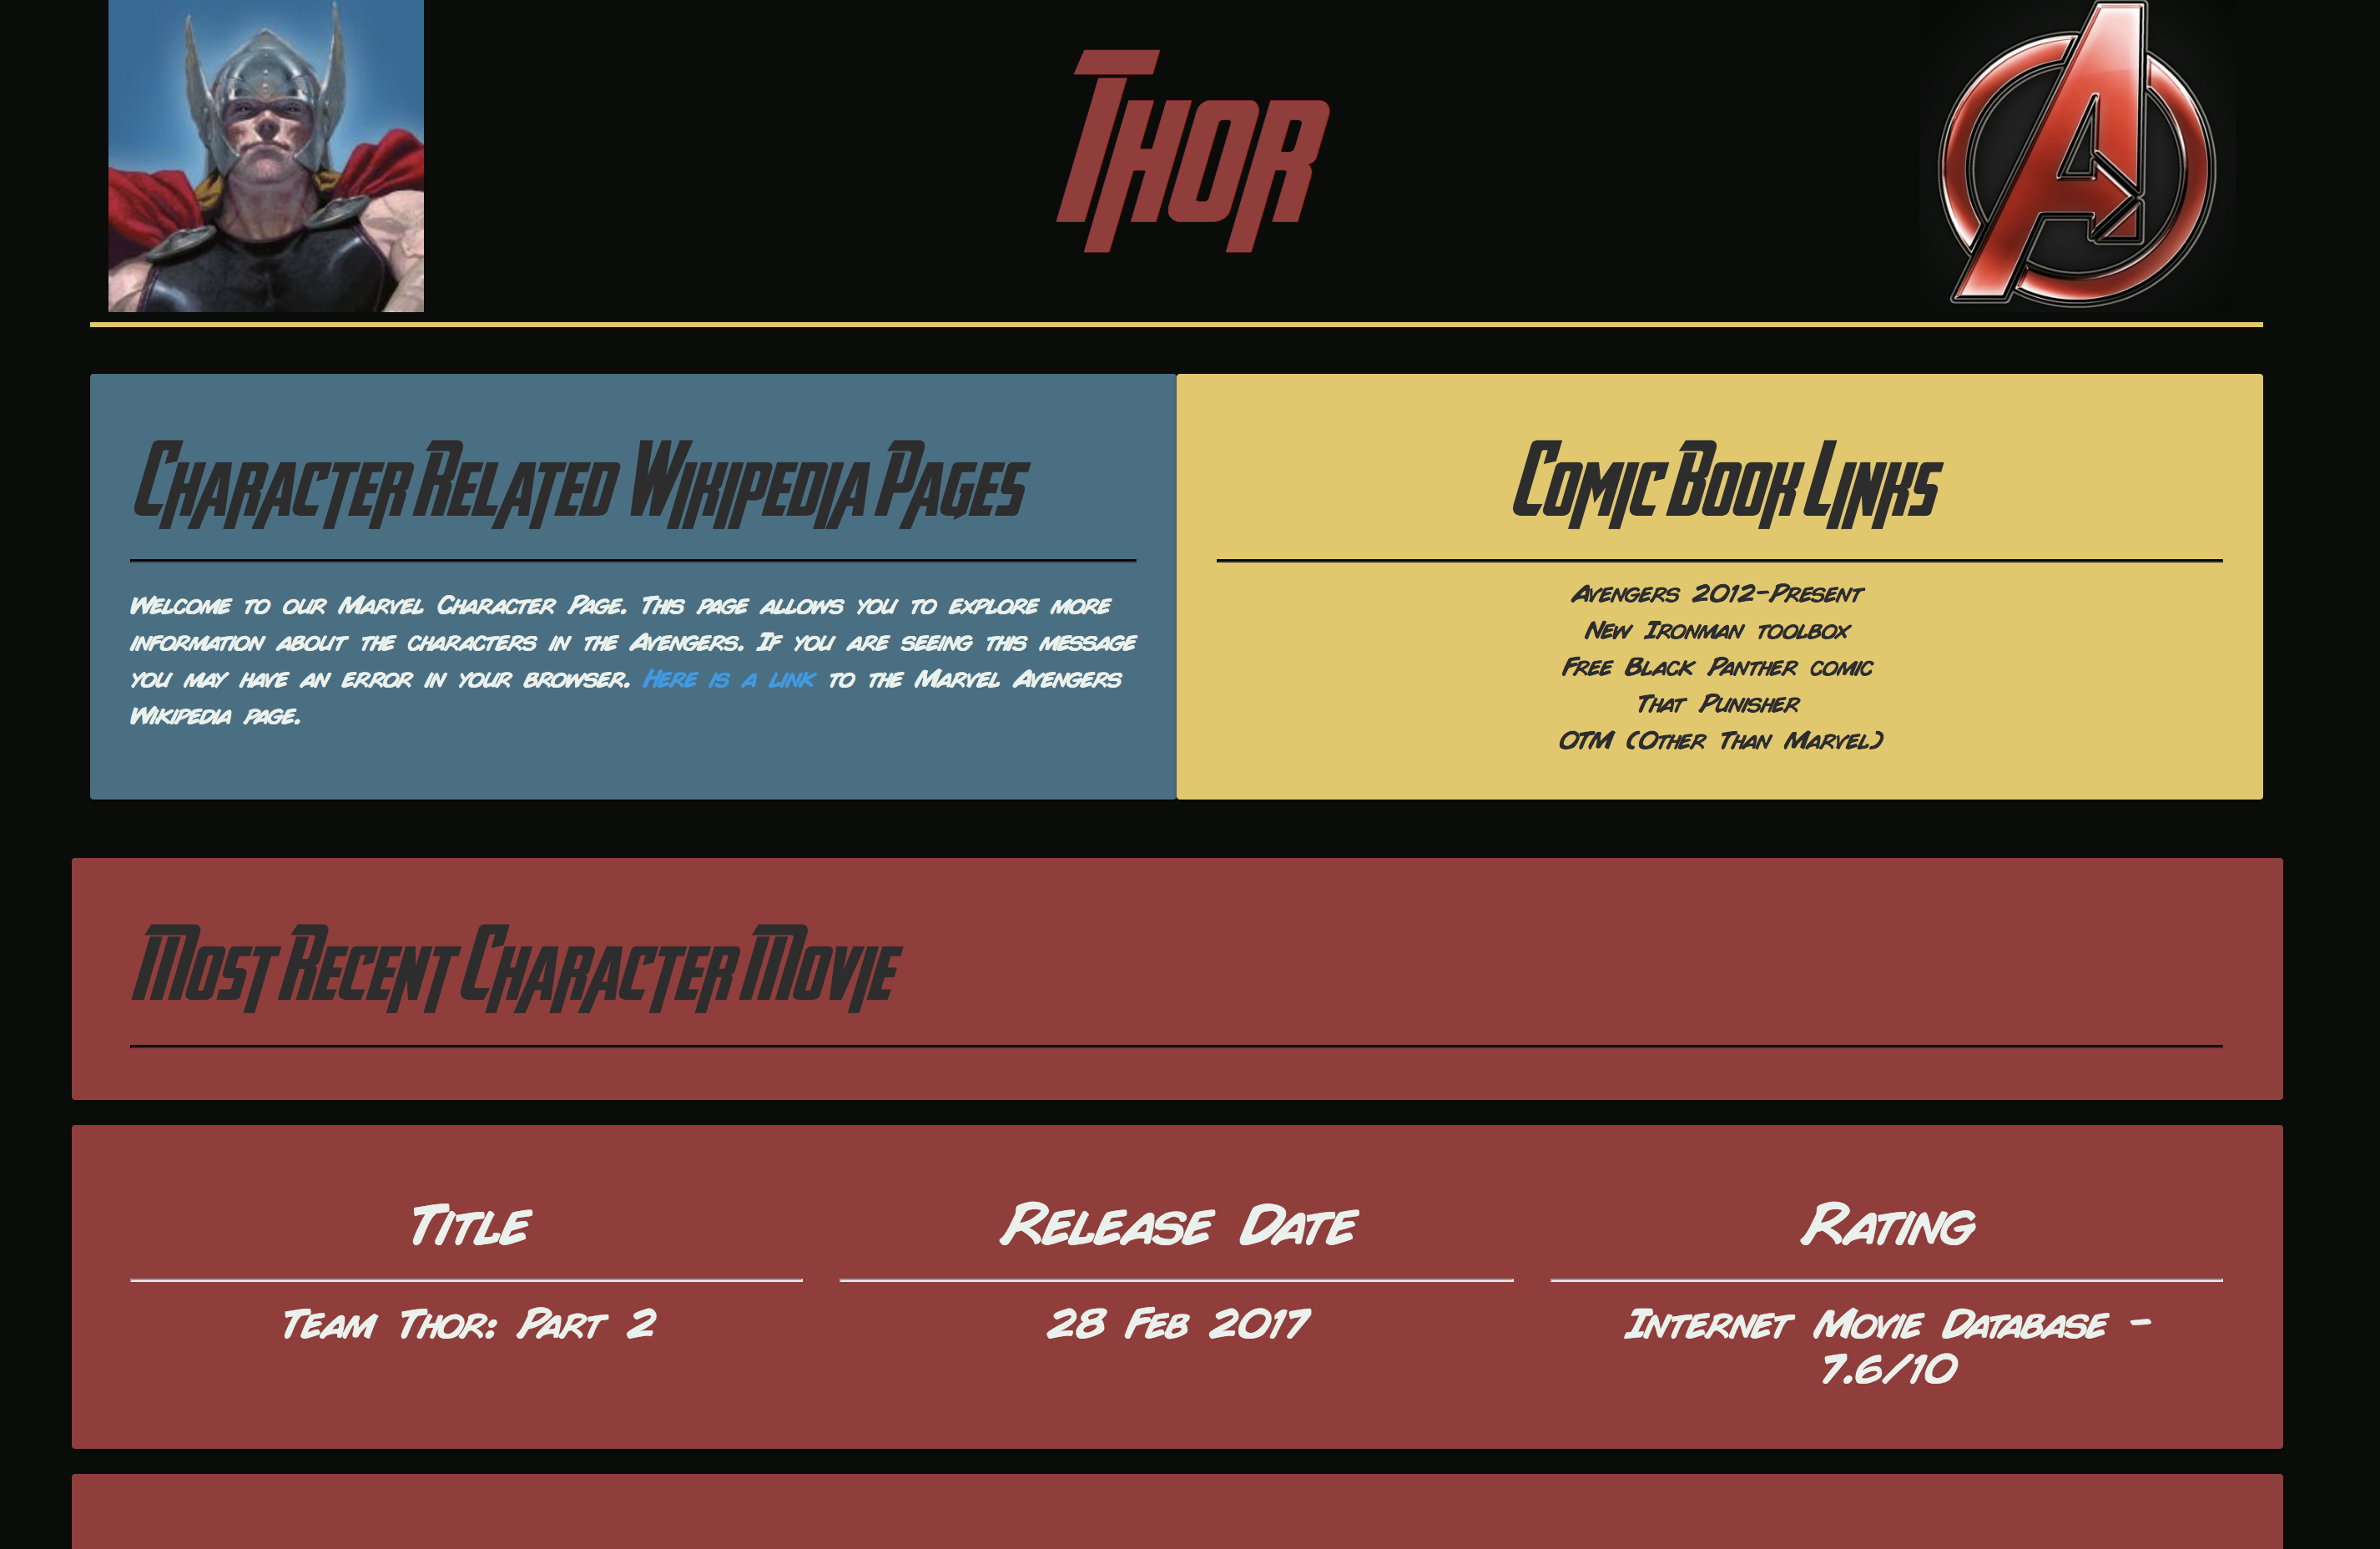 Thor
Character Related Wikipedia Pages
Welcome to our Marvel Character Page. This page allows you to explore more
information about the characters in the Avengers. If you are seeing this message
you may have an error in your browser. Here is a link to the Marvel Avengers
Wikipedia page.
Comic Book Links
Avengers 2012-Present
New Ironman toolbox
Free Black Panther comic
That Punisher
OTM (Other Than Marvel)
Most Recent Character Movie
Title
Team Thor: Part 2
Release Date
28 Feb 2017
Rating
Internet Movie Database -
7.6/10